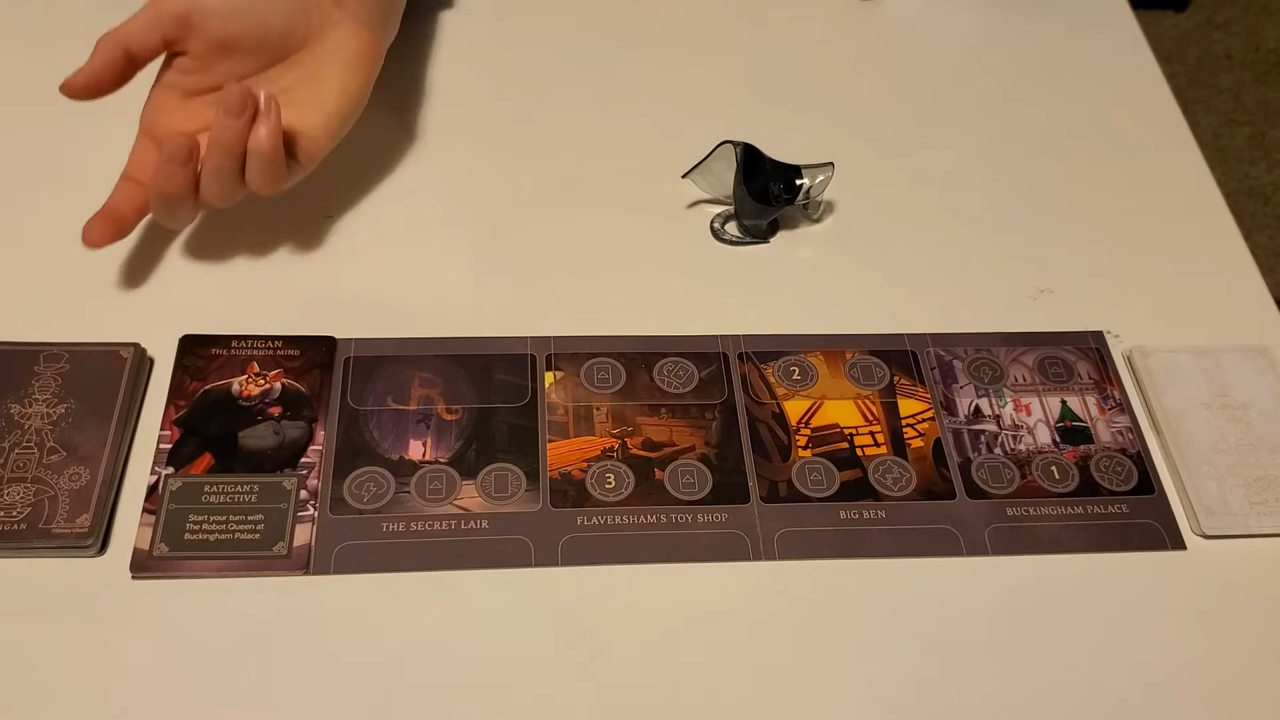 RATIGAN
THE SUPERIOR MIND
RATIGAN'S
OBJECTIVE
Start your turn with
The Robot Queen at
Buckingham Palace.
R
THE SECRET LAIR
3
FLAVERSHAM'S TOY SHOP
2
BIG BEN
1
BUCKINGHAM PALACE